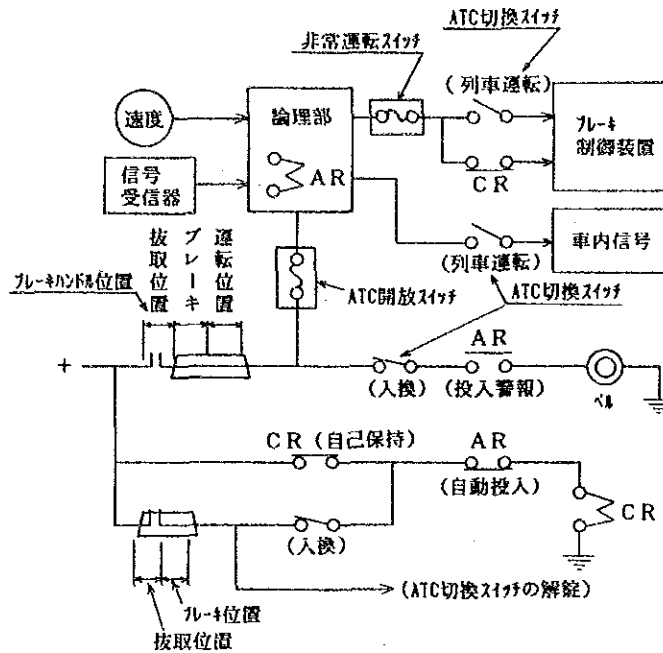 ATC切換スイッチ
非常運転スイッチ
(列車運転)
速度
論理部
ブレーキ
制御装置
信号
受信器
AR
CR
抜取位置
ブレーキ
運転位置
車内信号
(列車運転)
ブレーキハンドル位置
ATC開放スイッチ
ATC切換スイッチ
AR
+
(入換)
(投入警報)
ベル
CR(自己保持)
AR
(自動投入)
CR
(入換)
(ATC切換スイッチの解錠)
ブレーキ位置
抜取位置